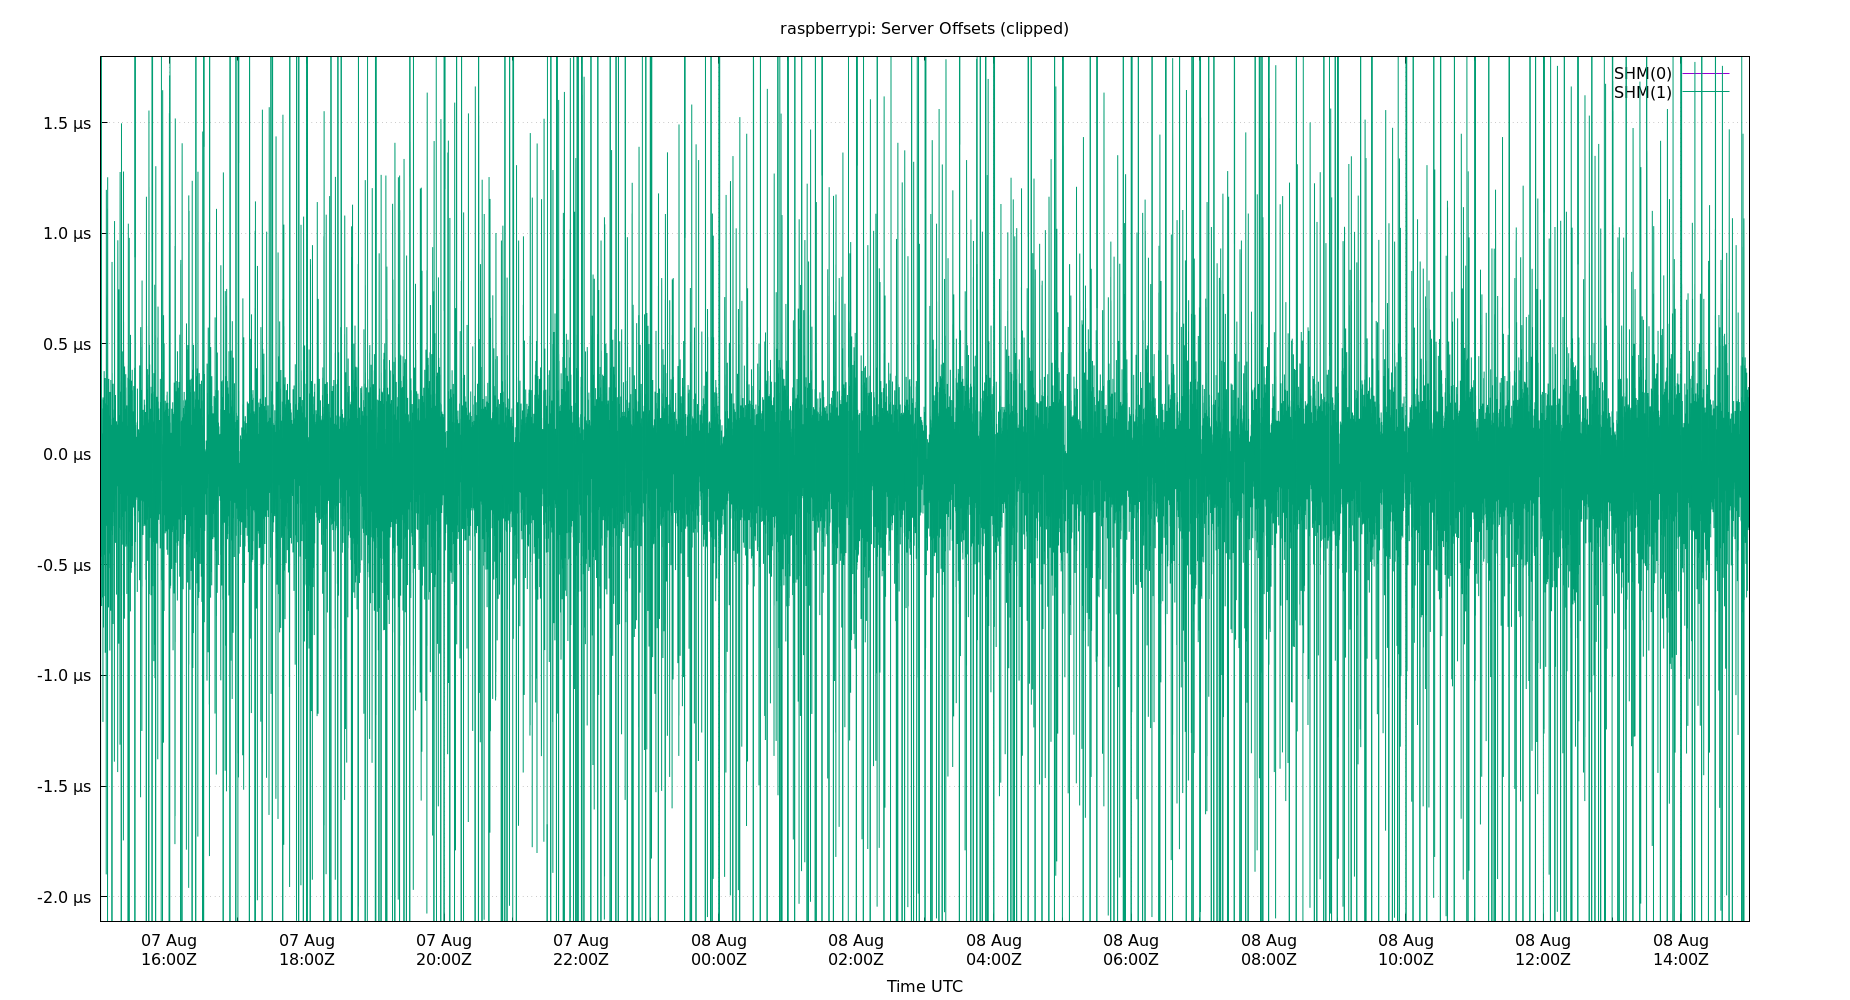 raspberrypi: Server Offsets (clipped)
SHM(0)
SHM(1)
1.5 µs
1.0 µs
0.5 µs
0.0 µs
-0.5 µs
-1.0 µs
-1.5 µs
-2.0 µs
07 Aug 07 Aug 07 Aug 07 Aug 08 Aug 08 Aug 08 Aug 08 Aug 08 Aug 08 Aug 08 Aug 08 Aug
16:00Z 18:00Z 20:00Z 22:00Z 00:00Z 02:00Z 04:00Z 06:00Z 08:00Z 10:00Z 12:00Z 14:00Z
Time UTC